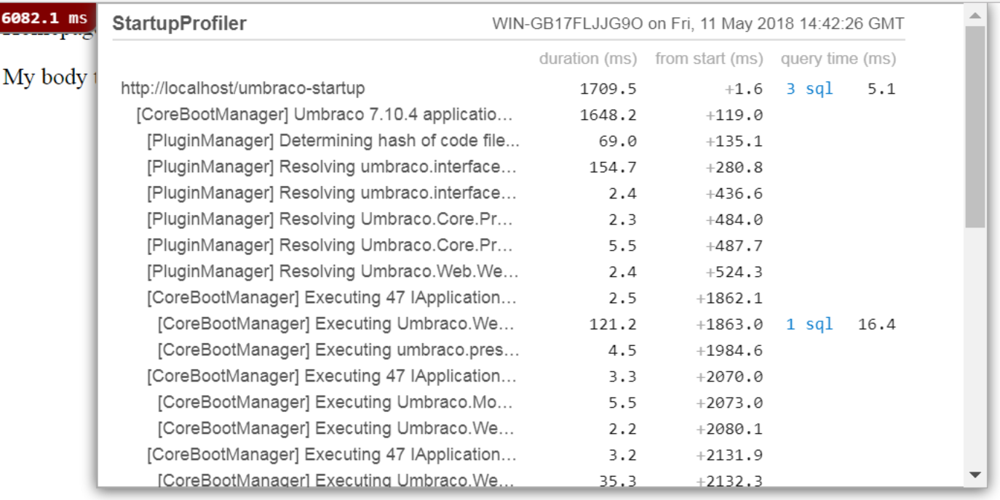 6082.1 ms
StartupProfiler WIN-GB17FLJJG9O on Fri, 11 May 2018 14:42:26 GMT
My body
duration (ms) from start (ms) query time (ms)
http://localhost/umbraco-startup 1709.5 +1.6 3 sql 5.1
[CoreBootManager] Umbraco 7.10.4 applicatio... 1648.2 +119.0
[PluginManager] Determining hash of code file... 69.0 +135.1
[PluginManager] Resolving umbraco.interface... 154.7 +280.8
[PluginManager] Resolving umbraco.interface... 2.4 +436.6
[PluginManager] Resolving Umbraco.Core.Pr... 2.3 +484.0
[PluginManager] Resolving Umbraco.Core.Pr... 5.5 +487.7
[PluginManager] Resolving Umbraco.Web.We... 2.4 +524.3
[CoreBootManager] Executing 47 IApplication... 2.5 +1862.1
[CoreBootManager] Executing Umbraco.We... 121.2 +1863.0 1 sql 16.4
[CoreBootManager] Executing umbraco.pres... 4.5 +1984.6
[CoreBootManager] Executing 47 IApplication... 3.3 +2070.0
[CoreBootManager] Executing Umbraco.Mo... 5.5 +2073.0
[CoreBootManager] Executing Umbraco.We... 2.2 +2080.1
[CoreBootManager] Executing 47 IApplication... 3.2 +2131.9
[CoreBootManager] Executing Umbraco.We... 35.3 +2132.3